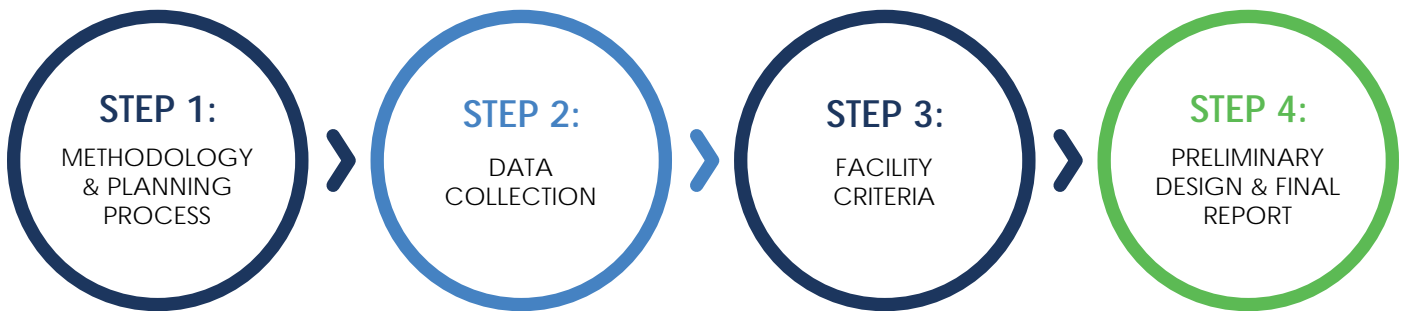 STEP 1:
METHODOLOGY
& PLANNING
PROCESS
STEP 2:
DATA
COLLECTION
STEP 3:
FACILITY
CRITERIA
STEP 4:
PRELIMINARY
DESIGN & FINAL
REPORT